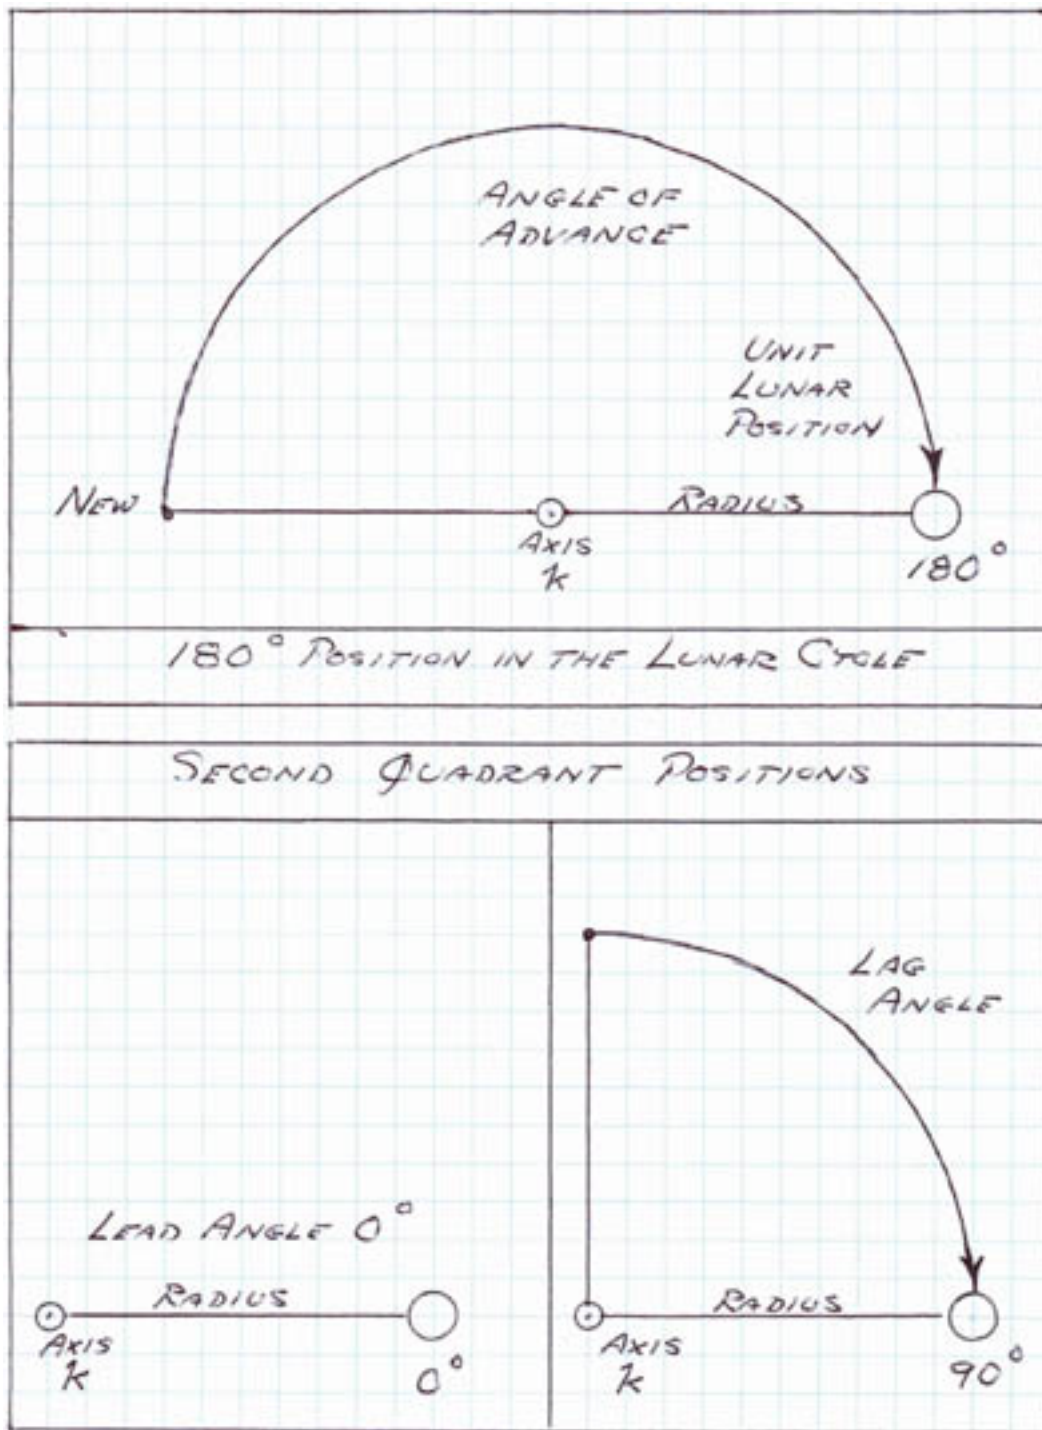 ANGLE OF
ADVANCE
UNIT
LUNAR
POSITION
NEW
RADIUS
AXIS
k
180°
180° POSITION IN THE LUNAR CYCLE
SECOND QUADRANT POSITIONS
LEAD ANGLE 0°
RADIUS
AXIS
k
0°
LAG
ANGLE
RADIUS
AXIS
k
90°